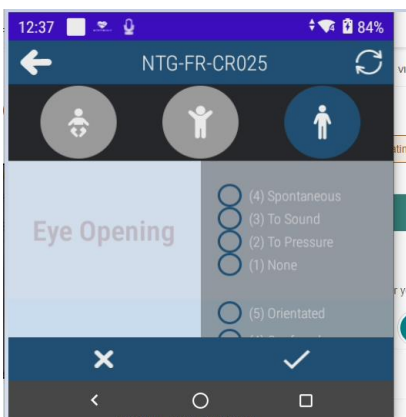 12:37
84%
NTG-FR-CR025
Eye Opening
(4) Spontaneous
(3) To Sound
(2) To Pressure
(1) None
(5) Orientated